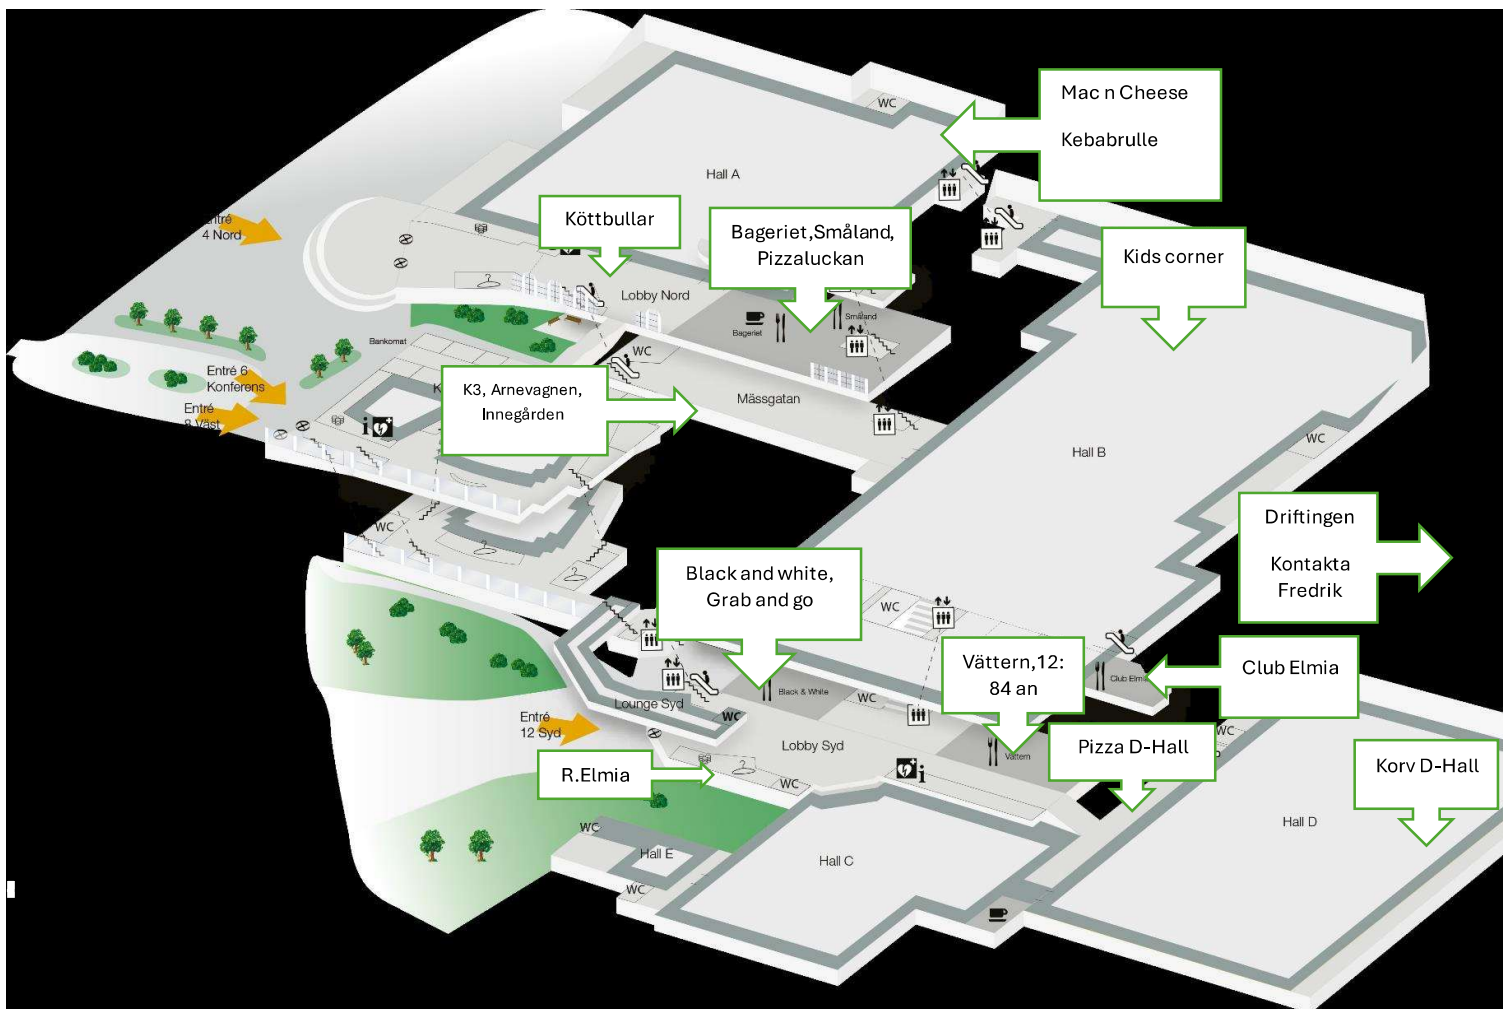 Mac n Cheese
Kebabrulle
WC
Hall A
Köttbullar
Bageriet,Småland,
Pizzaluckan
Kids corner
Entré
4 Nord
Lobby Nord
Småland
Bageriet
Bankomat
WC
Entré 6
Konferens
Entré
8 Väst
K
K3, Arnevagnen,
Innegården
Mässgatan
Hall B
WC
Driftingen
Kontakta
Fredrik
WC
Black and white,
Grab and go
WC
Vättern,12:
84 an
Club Elmia
Club Elmia
Black & White
WC
Lounge Syd
WC
Entré
12 Syd
Lobby Syd
Vättern
WC
Pizza D-Hall
Korv D-Hall
R.Elmia
WC
Hall D
WC
Hall E
Hall C
WC